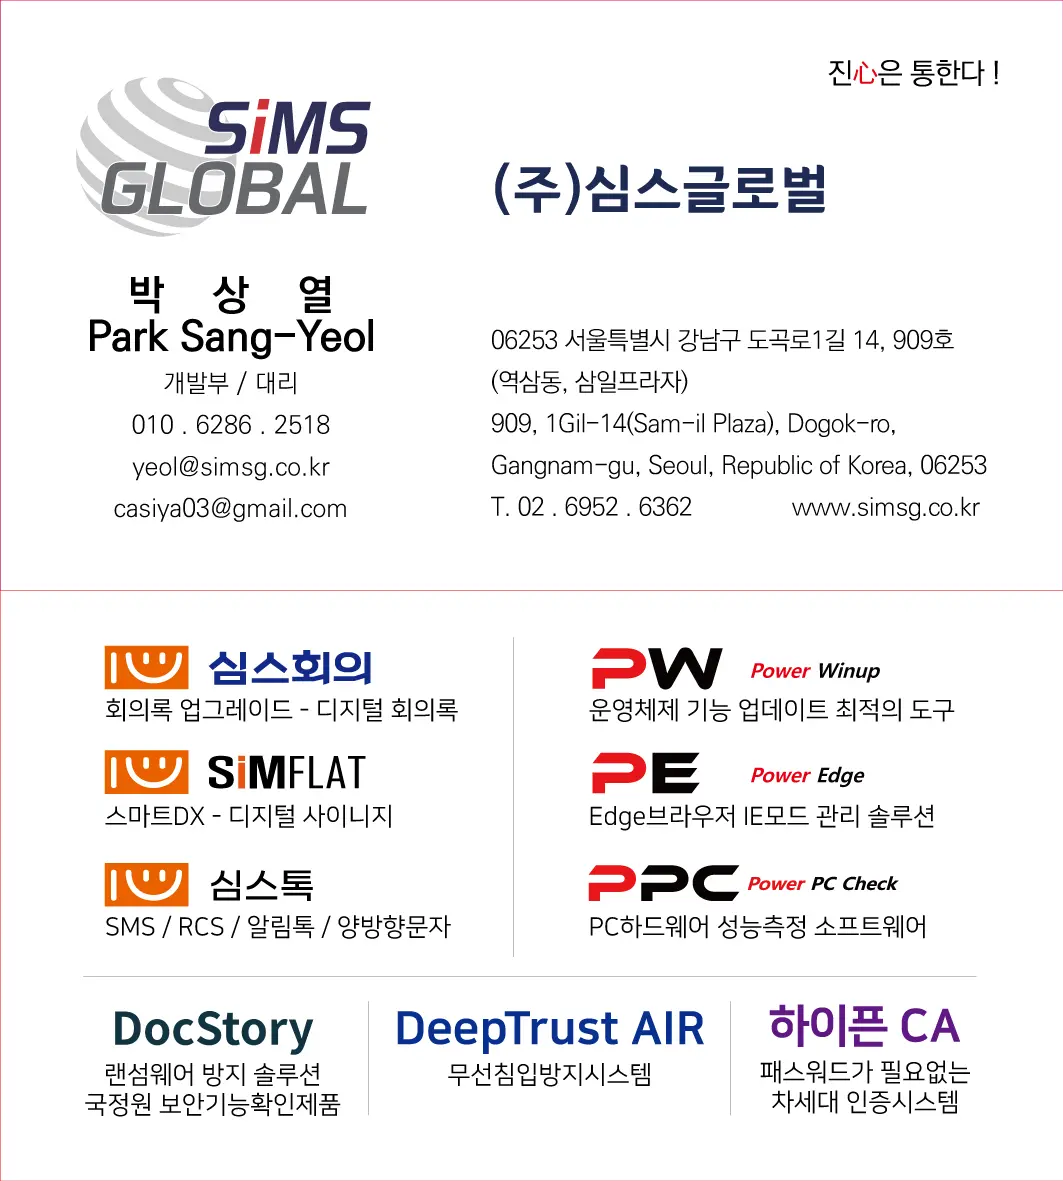 진心은 통한다 !
SiMS
GLOBAL
(주)심스글로벌
박 상 열
Park Sang-Yeol
개발부 / 대리
010 . 6286 . 2518
yeol@simsg.co.kr
casiya03@gmail.com
06253 서울특별시 강남구 도곡로1길 14, 909호
(역삼동, 삼일프라자)
909, 1Gil-14(Sam-il Plaza), Dogok-ro,
Gangnam-gu, Seoul, Republic of Korea, 06253
T. 02 . 6952 . 6362 www.simsg.co.kr
심스회의
회의록 업그레이드 - 디지털 회의록
SiMFLAT
스마트DX - 디지털 사이니지
심스톡
SMS / RCS / 알림톡 / 양방향문자
PW Power Winup
운영체제 기능 업데이트 최적의 도구
PE Power Edge
Edge브라우저 IE모드 관리 솔루션
PPC Power PC Check
PC하드웨어 성능측정 소프트웨어
DocStory
랜섬웨어 방지 솔루션
국정원 보안기능확인제품
DeepTrust AIR
무선침입방지시스템
하이픈 CA
패스워드가 필요없는
차세대 인증시스템